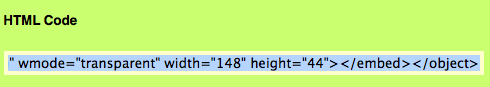 HTML Code
" wmode="transparent" width="148" height="44"></embed></object>